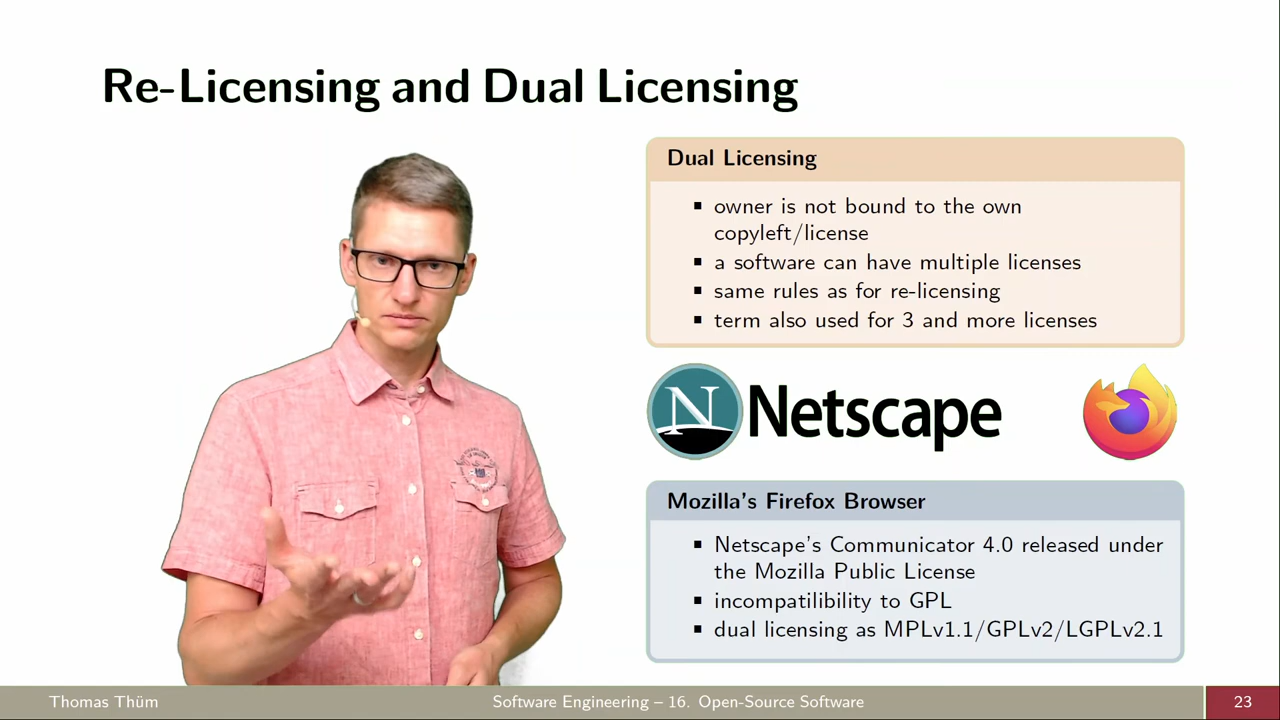 Re-Licensing and Dual Licensing
Dual Licensing
▪ owner is not bound to the own
copyleft/license
▪ a software can have multiple licenses
▪ same rules as for re-licensing
▪ term also used for 3 and more licenses
N Netscape
Mozilla's Firefox Browser
▪ Netscape's Communicator 4.0 released under
the Mozilla Public License
▪ incompatilibility to GPL
▪ dual licensing as MPLv1.1/GPLv2/LGPLv2.1
Thomas Thüm
Software Engineering – 16. Open-Source Software
23